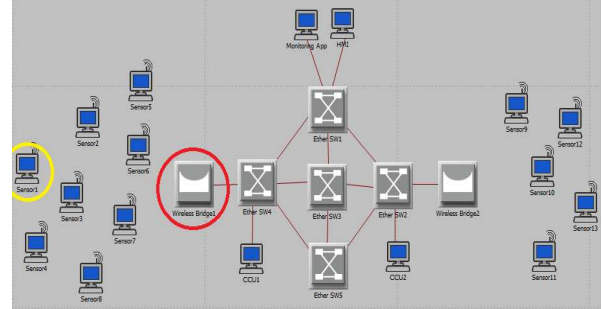 Monitoring App
HMI
Sensor5
Sensor9
Sensor2
Ether SW1
Sensor12
Sensor6
Sensor1
Sensor10
Sensor3
Wireless Bridge1
Ether SW4
Ether SW3
Ether SW2
Wireless Bridge2
Sensor7
Sensor13
Sensor4
CCU1
CCU2
Sensor11
Sensor8
Ether SW5